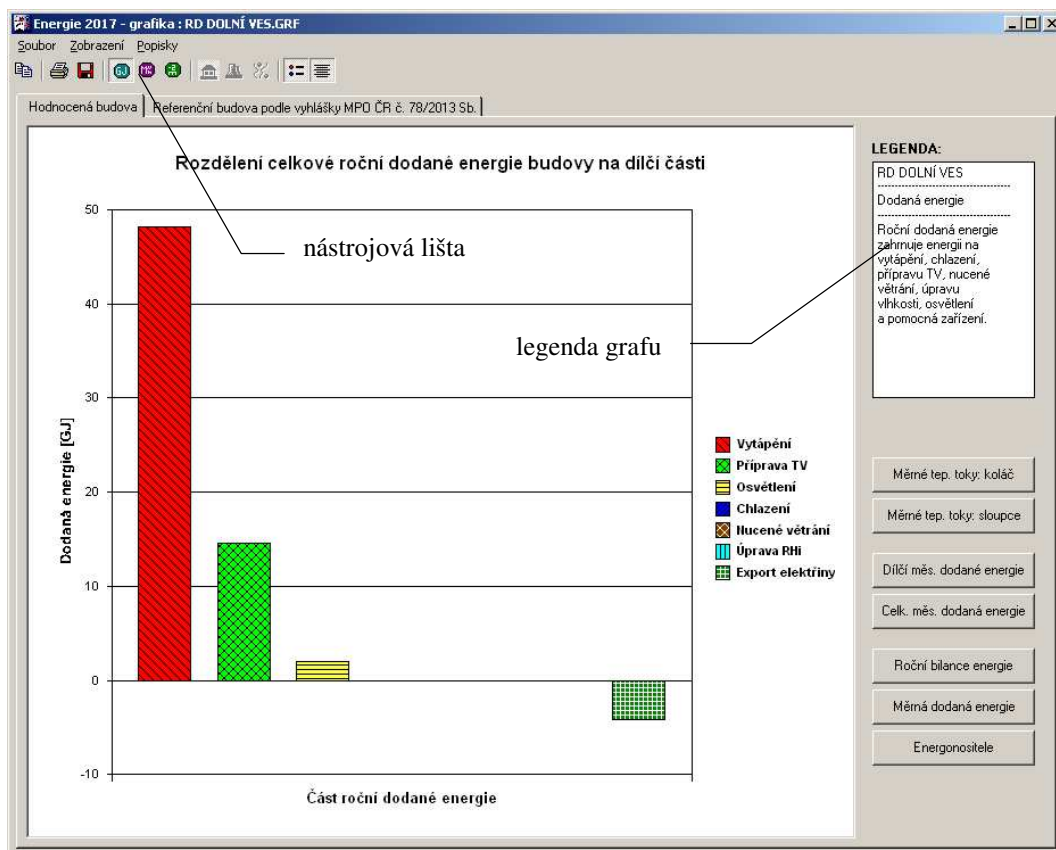 Energie 2017 - grafika : RD DOLNÍ VES.GRF
Soubor Zobrazení Popisky
GJ
Hodnocená budova
Referenční budova podle vyhlášky MPO ČR č. 78/2013 Sb.
Rozdělení celkové roční dodané energie budovy na dílčí části
50
40
30
20
10
0
-10
Dodaná energie [GJ]
Část roční dodané energie
nástrojová lišta
legenda grafu
Vytápění
Příprava TV
Osvětlení
Chlazení
Nucené větrání
Úprava RHi
Export elektřiny
LEGENDA:
RD DOLNÍ VES
Dodaná energie
Roční dodaná energie
zahrnuje energii na
vytápění, chlazení,
přípravu TV, nucené
větrání, úpravu
vlhkosti, osvětlení
a pomocná zařízení.
Měrné tep. toky: koláč
Měrné tep. toky: sloupce
Dílčí měs. dodané energie
Celk. měs. dodaná energie
Roční bilance energie
Měrná dodaná energie
Energonositele